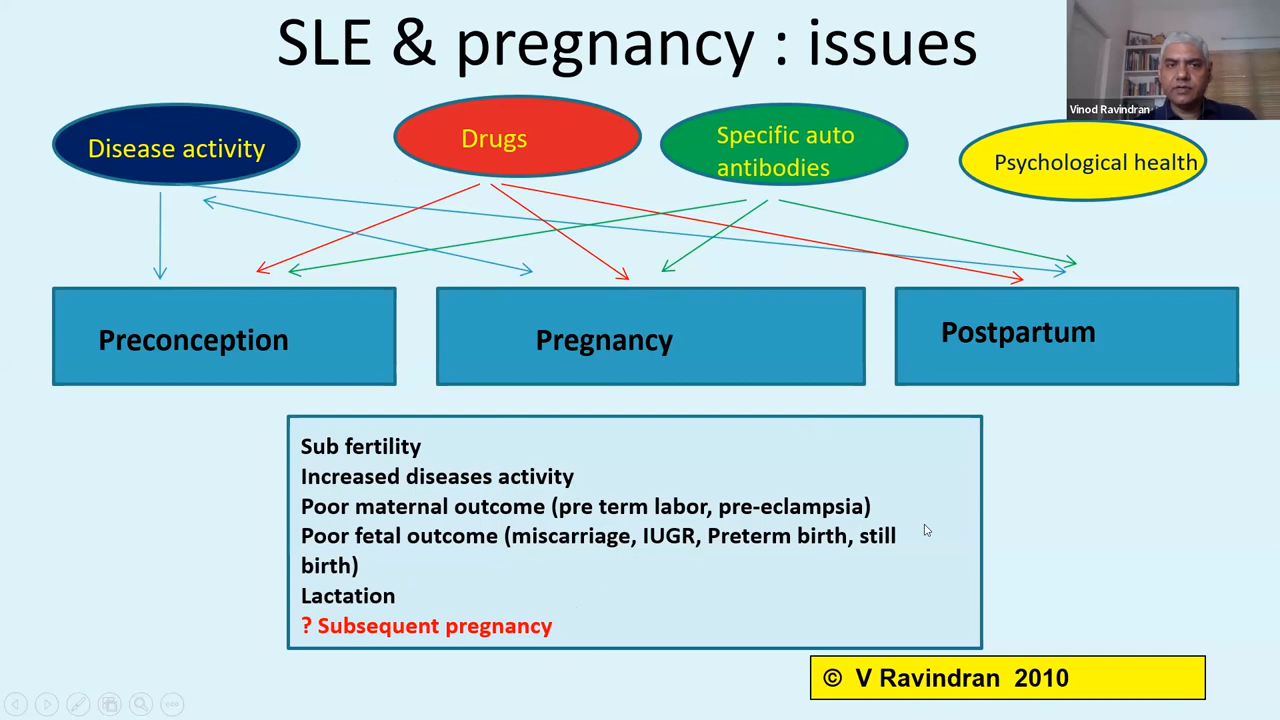 SLE & pregnancy : issues
Vinod Ravindran
Disease activity
Drugs
Specific auto
antibodies
Psychological health
Preconception
Pregnancy
Postpartum
Sub fertility
Increased diseases activity
Poor maternal outcome (pre term labor, pre-eclampsia)
Poor fetal outcome (miscarriage, IUGR, Preterm birth, still
birth)
Lactation
? Subsequent pregnancy
© V Ravindran 2010